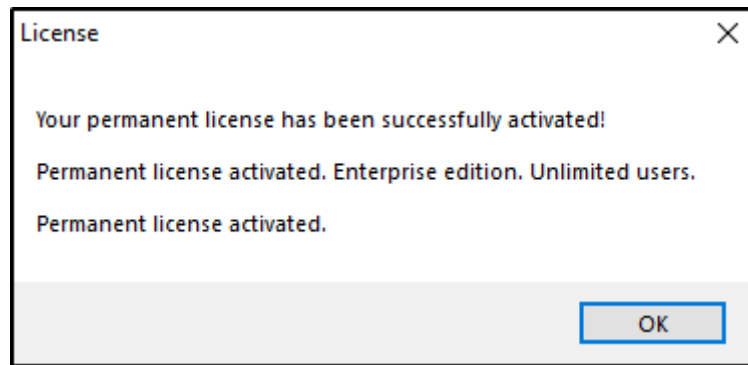 License
Your permanent license has been successfully activated!
Permanent license activated. Enterprise edition. Unlimited users.
Permanent license activated.
OK